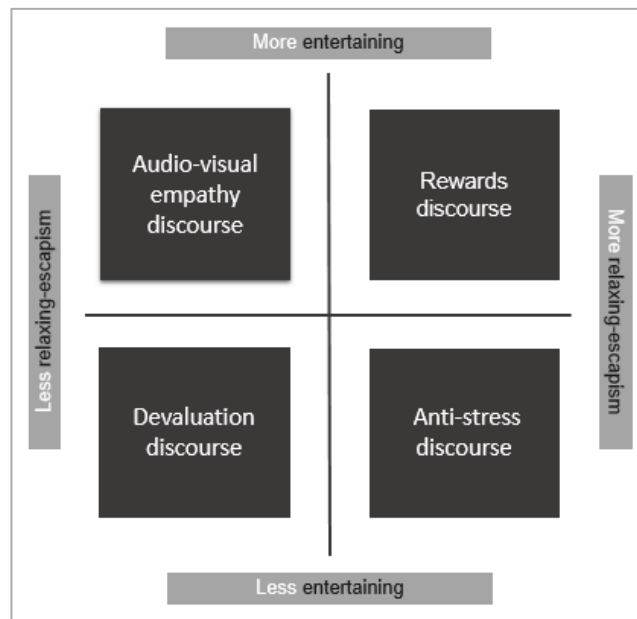 More entertaining
Audio-visual
empathy
discourse
Rewards
discourse
Less relaxing-escapism
More relaxing-escapism
Devaluation
discourse
Anti-stress
discourse
Less entertaining